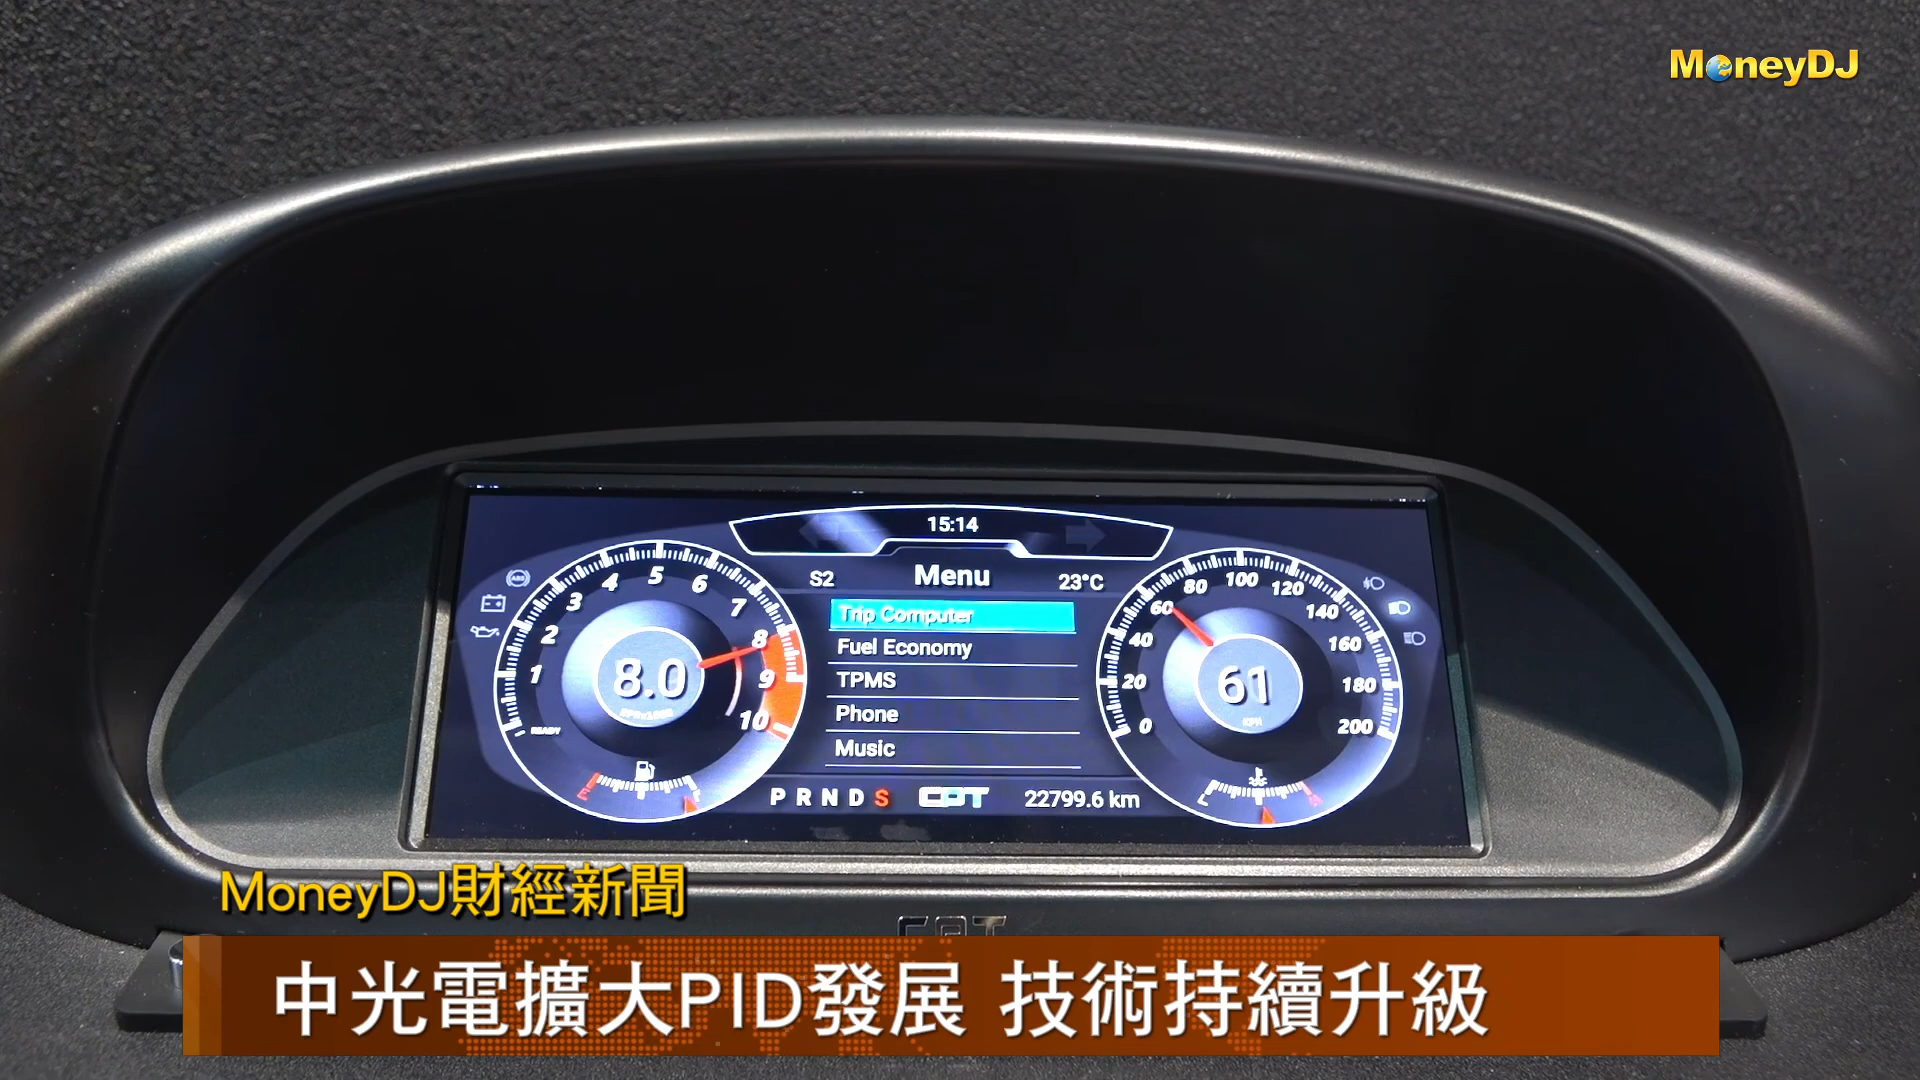 MoneyDJ
15:14
S2 Menu 23°C
Trip Computer
Fuel Economy
TPMS
Phone
Music
P R N D S CPT 22799.6 km
1 2 3 4 5 6 7 8 9 10
8.0
READY
0 20 40 60 80 100 120 140 160 180 200
61
KPH
ABS
MoneyDJ財經新聞
中光電擴大PID發展 技術持續升級